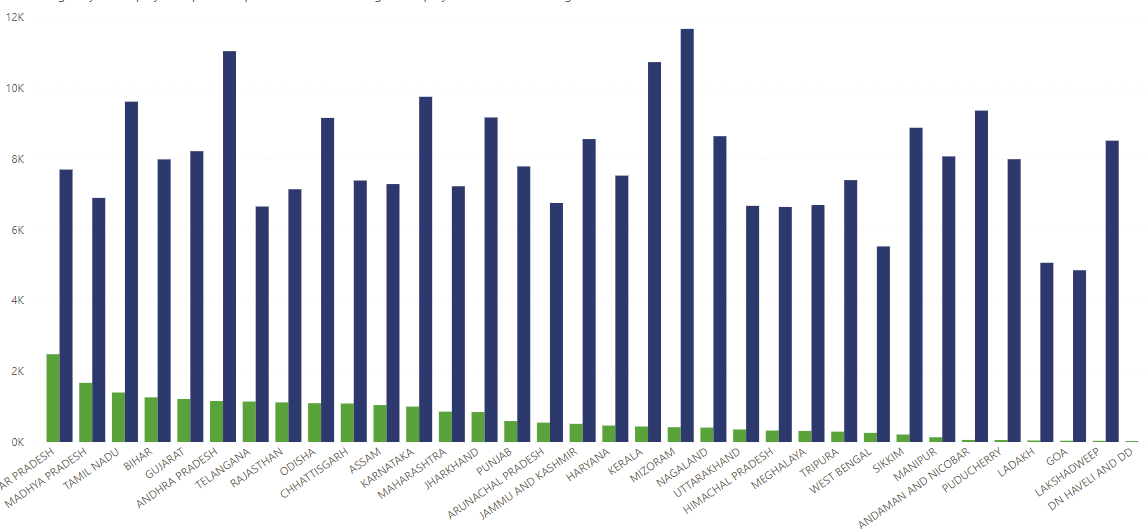 12K
10K
8K
6K
4K
2K
0K
AR PRADESH
MADHYA PRADESH
TAMIL NADU
BIHAR
GUJARAT
ANDHRA PRADESH
TELANGANA
RAJASTHAN
ODISHA
CHHATTISGARH
ASSAM
KARNATAKA
MAHARASHTRA
JHARKHAND
PUNJAB
ARUNACHAL PRADESH
JAMMU AND KASHMIR
HARYANA
KERALA
MIZORAM
NAGALAND
UTTARAKHAND
HIMACHAL PRADESH
MEGHALAYA
TRIPURA
WEST BENGAL
SIKKIM
MANIPUR
ANDAMAN AND NICOBAR
PUDUCHERRY
LADAKH
GOA
LAKSHADWEEP
DN HAVELI AND DD